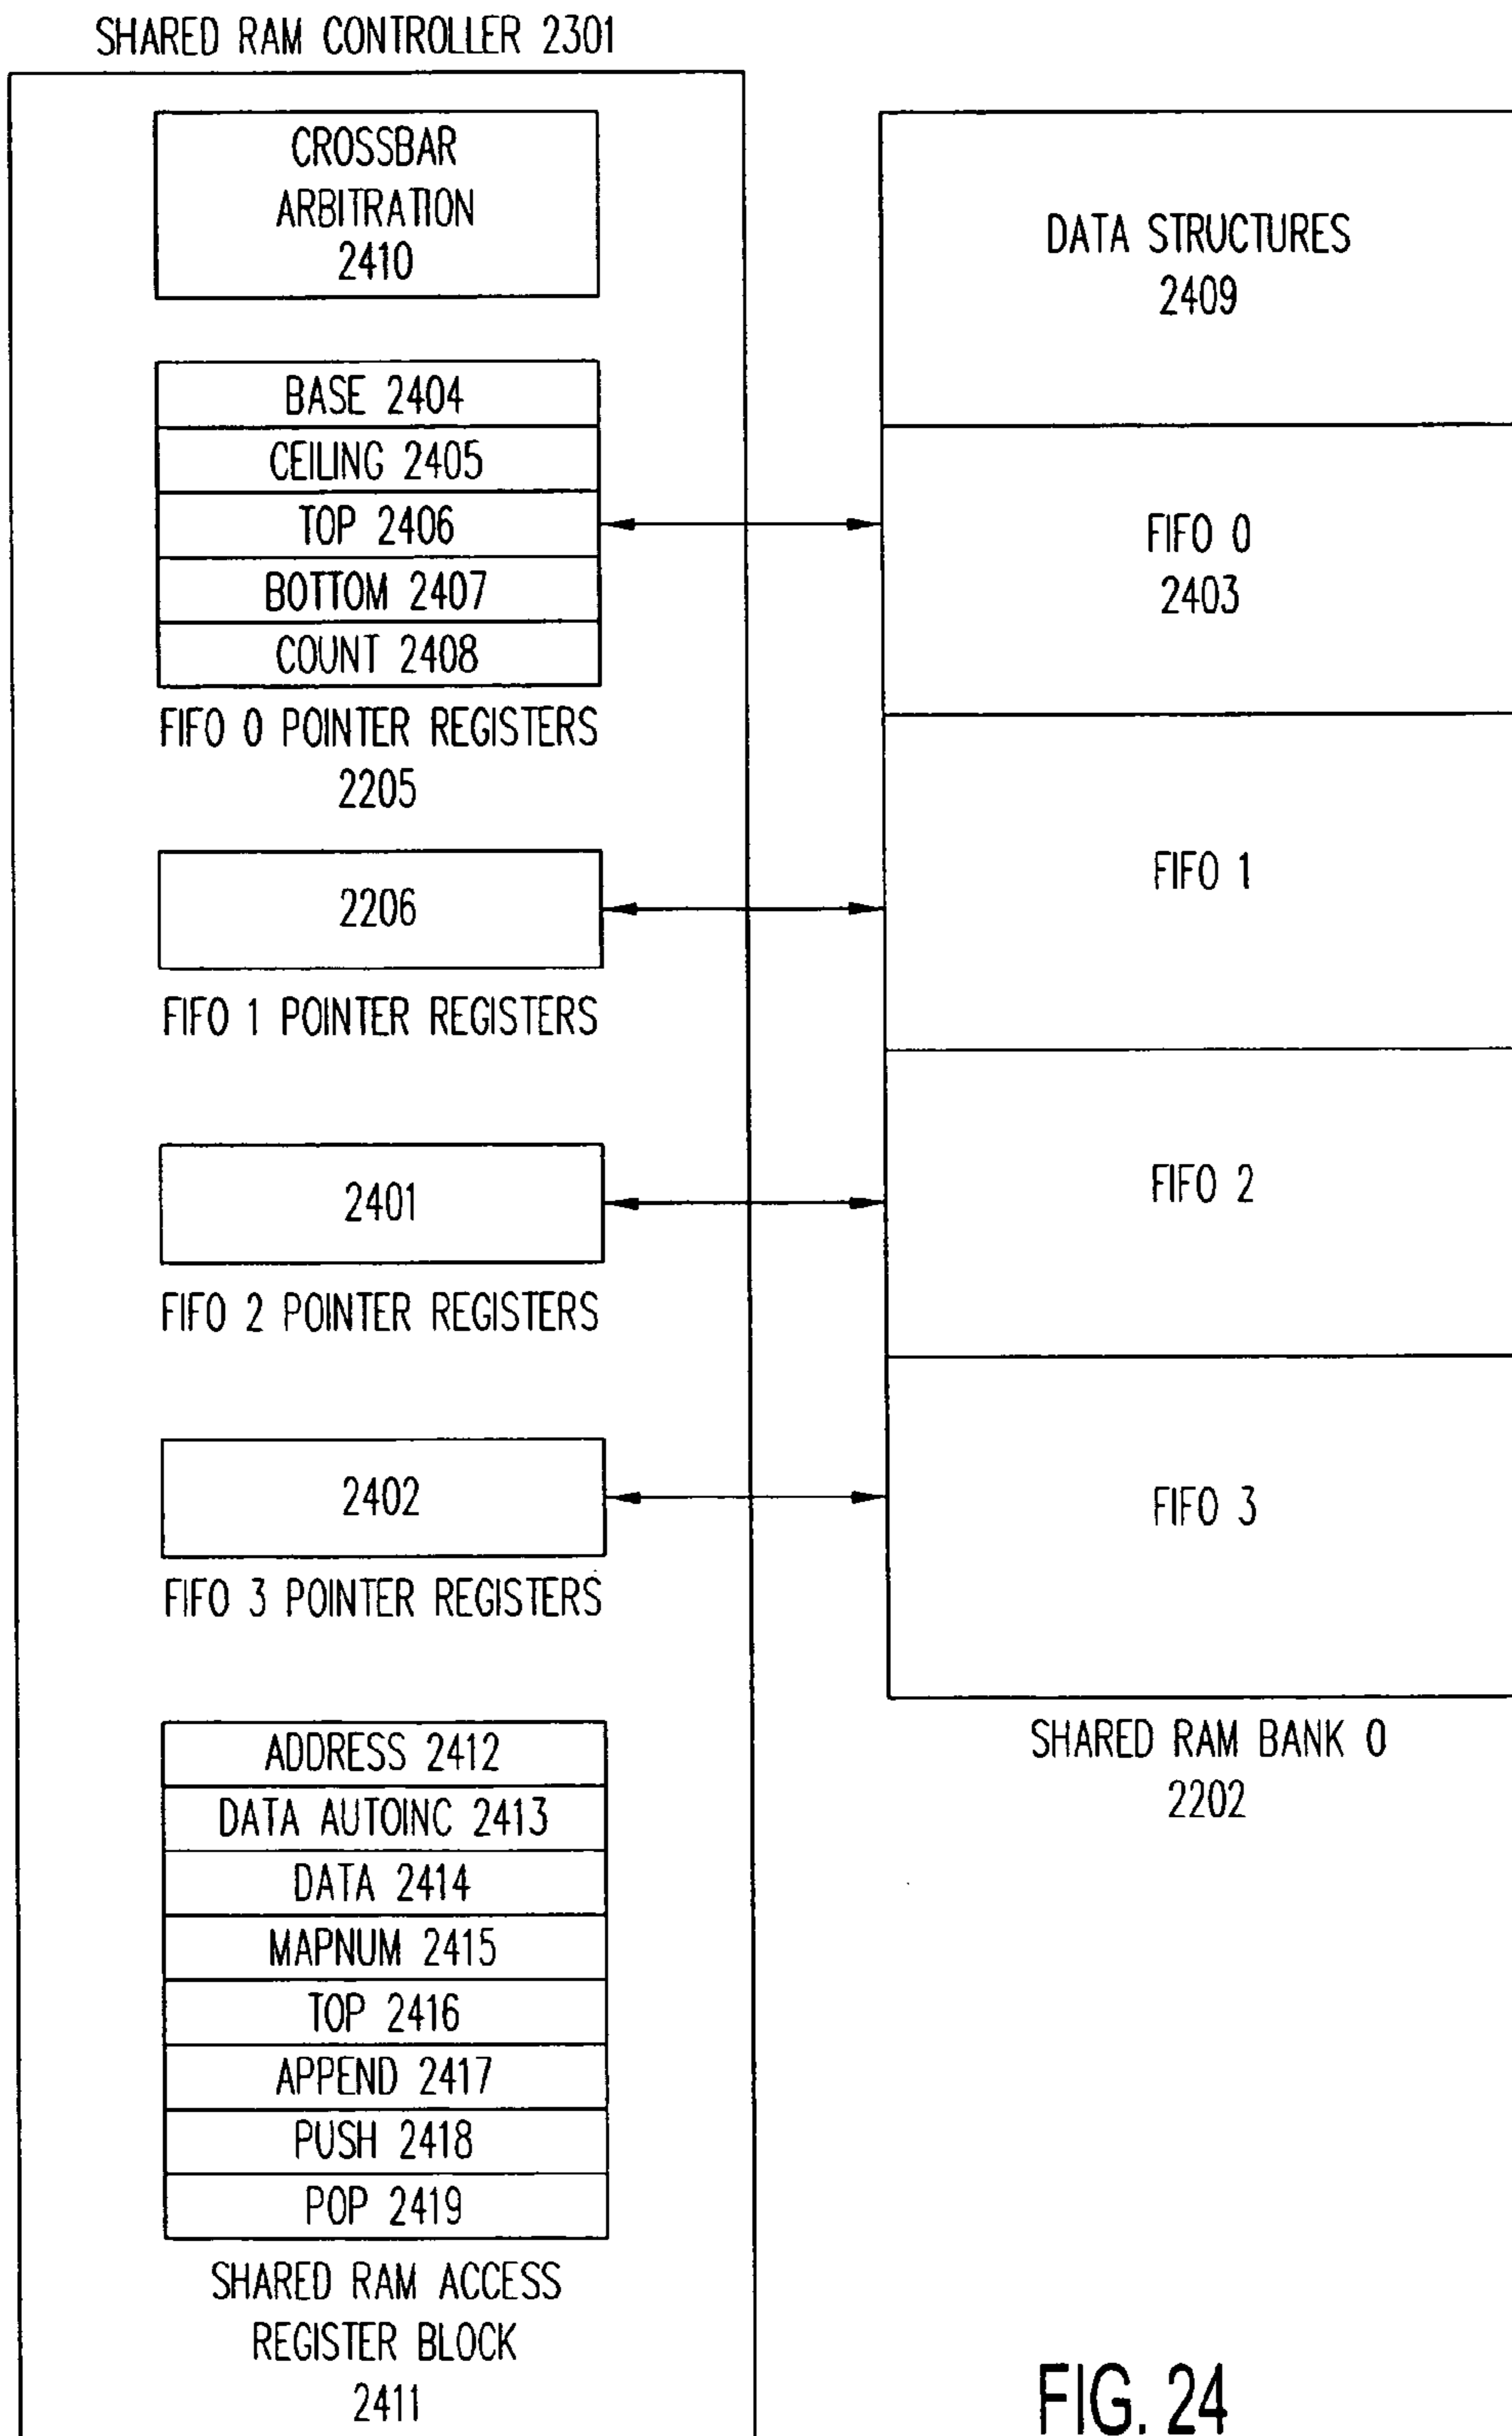 SHARED RAM CONTROLLER 2301
CROSSBAR
ARBITRATION
2410
BASE 2404
CEILING 2405
TOP 2406
BOTTOM 2407
COUNT 2408
FIFO 0 POINTER REGISTERS
2205
2206
FIFO 1 POINTER REGISTERS
2401
FIFO 2 POINTER REGISTERS
2402
FIFO 3 POINTER REGISTERS
ADDRESS 2412
DATA AUTOINC 2413
DATA 2414
MAPNUM 2415
TOP 2416
APPEND 2417
PUSH 2418
POP 2419
SHARED RAM ACCESS
REGISTER BLOCK
2411
DATA STRUCTURES
2409
FIFO 0
2403
FIFO 1
FIFO 2
FIFO 3
SHARED RAM BANK 0
2202
FIG. 24